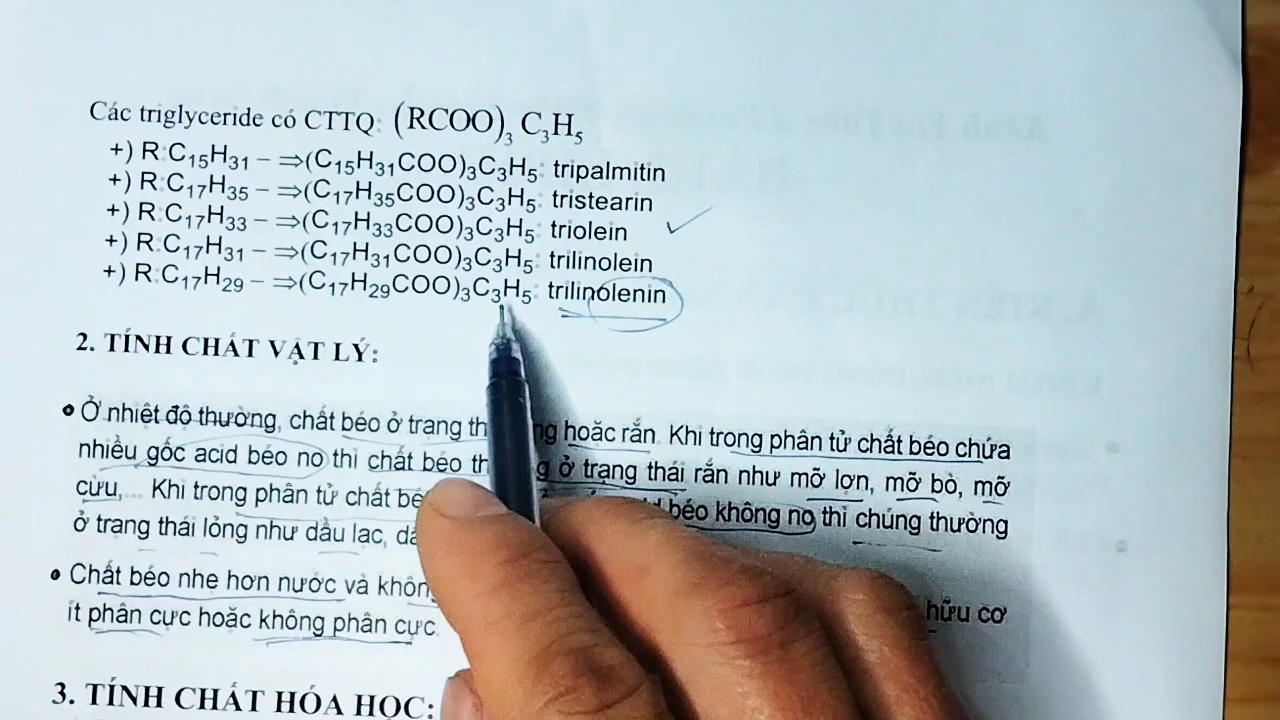 Các triglyceride có CTTQ: (RCOO)₃C₃H₅
+) R:C₁₅H₃₁ – ⇒(C₁₅H₃₁COO)₃C₃H₅: tripalmitin
+) R:C₁₇H₃₅ – ⇒(C₁₇H₃₅COO)₃C₃H₅: tristearin
+) R:C₁₇H₃₃ – ⇒(C₁₇H₃₃COO)₃C₃H₅: triolein
+) R:C₁₇H₃₁ – ⇒(C₁₇H₃₁COO)₃C₃H₅: trilinolein
+) R:C₁₇H₂₉ – ⇒(C₁₇H₂₉COO)₃C₃H₅: trilinolenin
2. TÍNH CHẤT VẬT LÝ:
• Ở nhiệt độ thường, chất béo ở trạng hoặc rắn. Khi trong phân tử chất béo chứa
nhiều gốc acid béo no thì chất béo ở trạng thái rắn như mỡ lợn, mỡ bò, mỡ
cừu,... Khi trong phân tử chất béo không no thì chúng thường
ở trạng thái lỏng như dầu lạc,
• Chất béo nhẹ hơn nước và hữu cơ
ít phân cực hoặc không phân cực.
3. TÍNH CHẤT HÓA HỌC: